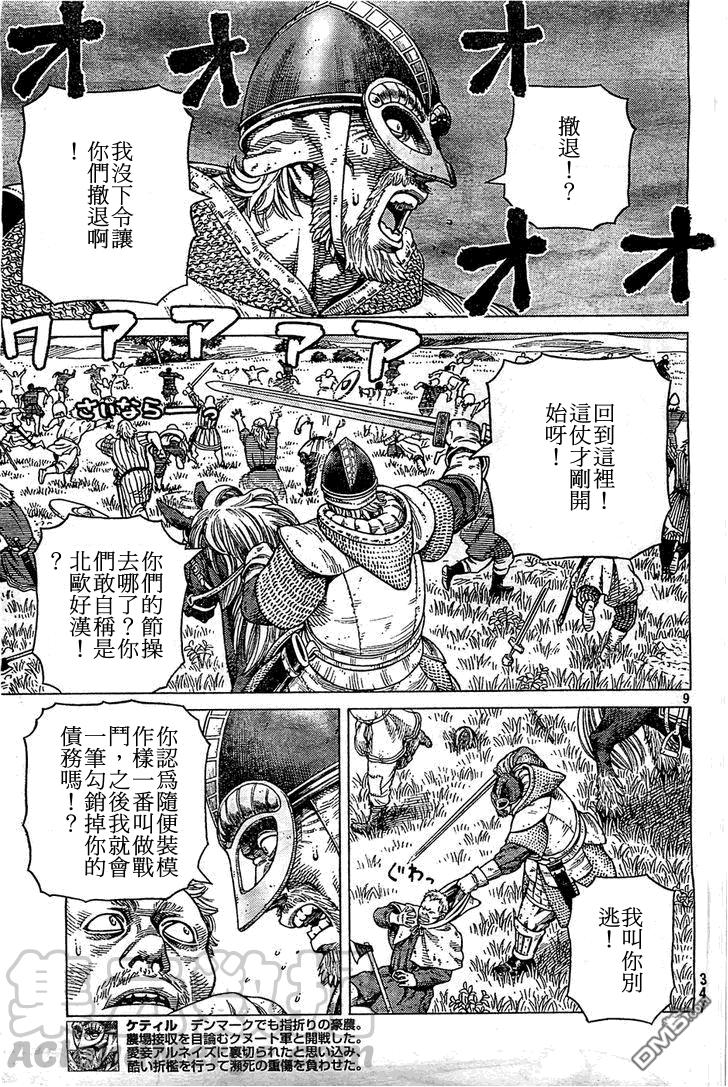 オオオオオ
撤退！？
我沒下令讓
你們撤退啊
！
ワアアアアア
さいならー
回到這裡！
這仗才剛開
始呀！
你們的節操
去哪了？你
們敢自稱是
北歐好漢！
？
9
我叫你別
逃！
ぐわっ
你認爲隨便裝模
作樣一番叫做戰
鬥，之後我就會
一筆勾銷掉你的
債務嗎！？
ケティル　デンマークでも指折りの豪農。
農場接収を目論むクヌート軍と開戦した。
愛妾アルネイズに裏切られたと思い込み、
酷い折檻を行って瀕死の重傷を負わせた。
34